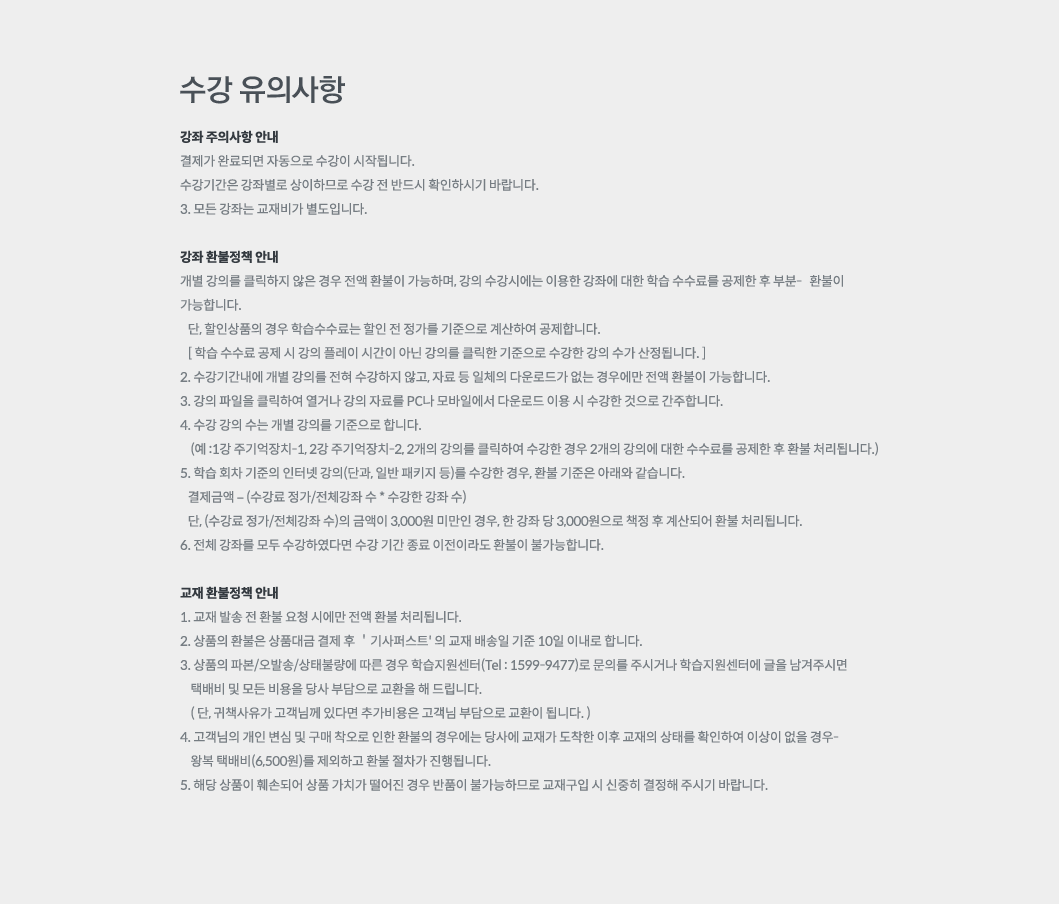 수강 유의사항
강좌 주의사항 안내
결제가 완료되면 자동으로 수강이 시작됩니다.
수강기간은 강좌별로 상이하므로 수강 전 반드시 확인하시기 바랍니다.
3. 모든 강좌는 교재비가 별도입니다.
강좌 환불정책 안내
개별 강의를 클릭하지 않은 경우 전액 환불이 가능하며, 강의 수강시에는 이용한 강좌에 대한 학습 수수료를 공제한 후 부분- 환불이
가능합니다.
단, 할인상품의 경우 학습수수료는 할인 전 정가를 기준으로 계산하여 공제합니다.
[ 학습 수수료 공제 시 강의 플레이 시간이 아닌 강의를 클릭한 기준으로 수강한 강의 수가 산정됩니다. ]
2. 수강기간내에 개별 강의를 전혀 수강하지 않고, 자료 등 일체의 다운로드가 없는 경우에만 전액 환불이 가능합니다.
3. 강의 파일을 클릭하여 열거나 강의 자료를 PC나 모바일에서 다운로드 이용 시 수강한 것으로 간주합니다.
4. 수강 강의 수는 개별 강의를 기준으로 합니다.
(예 :1강 주기억장치-1, 2강 주기억장치-2, 2개의 강의를 클릭하여 수강한 경우 2개의 강의에 대한 수수료를 공제한 후 환불 처리됩니다.)
5. 학습 회차 기준의 인터넷 강의(단과, 일반 패키지 등)를 수강한 경우, 환불 기준은 아래와 같습니다.
결제금액 – (수강료 정가/전체강좌 수 * 수강한 강좌 수)
단, (수강료 정가/전체강좌 수)의 금액이 3,000원 미만인 경우, 한 강좌 당 3,000원으로 책정 후 계산되어 환불 처리됩니다.
6. 전체 강좌를 모두 수강하였다면 수강 기간 종료 이전이라도 환불이 불가능합니다.
교재 환불정책 안내
1. 교재 발송 전 환불 요청 시에만 전액 환불 처리됩니다.
2. 상품의 환불은 상품대금 결제 후 ' 기사퍼스트' 의 교재 배송일 기준 10일 이내로 합니다.
3. 상품의 파본/오발송/상태불량에 따른 경우 학습지원센터(Tel : 1599-9477)로 문의를 주시거나 학습지원센터에 글을 남겨주시면
택배비 및 모든 비용을 당사 부담으로 교환을 해 드립니다.
( 단, 귀책사유가 고객님께 있다면 추가비용은 고객님 부담으로 교환이 됩니다. )
4. 고객님의 개인 변심 및 구매 착오로 인한 환불의 경우에는 당사에 교재가 도착한 이후 교재의 상태를 확인하여 이상이 없을 경우-
왕복 택배비(6,500원)를 제외하고 환불 절차가 진행됩니다.
5. 해당 상품이 훼손되어 상품 가치가 떨어진 경우 반품이 불가능하므로 교재구입 시 신중히 결정해 주시기 바랍니다.